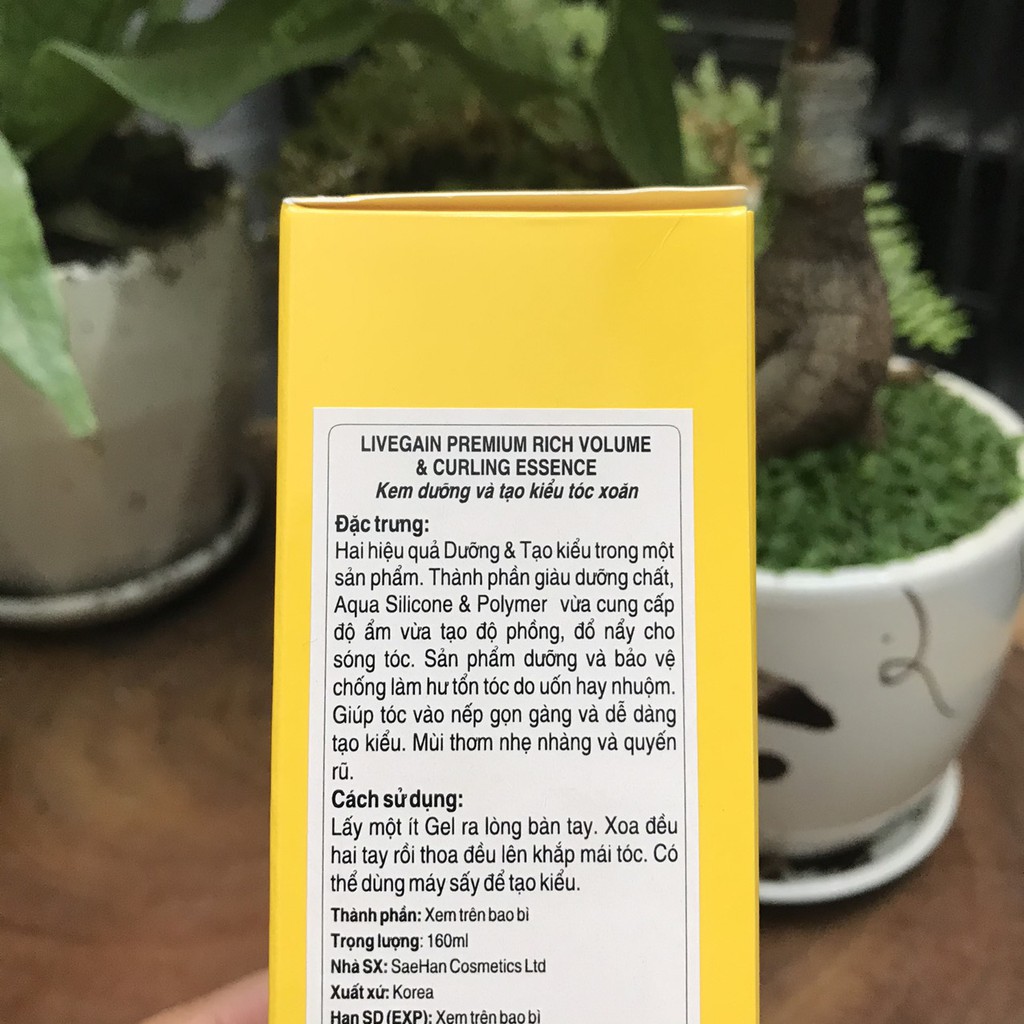 LIVEGAIN PREMIUM RICH VOLUME
& CURLING ESSENCE
Kem dưỡng và tạo kiểu tóc xoăn
Đặc trưng:
Hai hiệu quả Dưỡng & Tạo kiểu trong một
sản phẩm. Thành phần giàu dưỡng chất,
Aqua Silicone & Polymer vừa cung cấp
độ ẩm vừa tạo độ phồng, đổ nẩy cho
sóng tóc. Sản phẩm dưỡng và bảo vệ
chống làm hư tổn tóc do uốn hay nhuộm.
Giúp tóc vào nếp gọn gàng và dễ dàng
tạo kiểu. Mùi thơm nhẹ nhàng và quyến
rũ.
Cách sử dụng:
Lấy một ít Gel ra lòng bàn tay. Xoa đều
hai tay rồi thoa đều lên khắp mái tóc. Có
thể dùng máy sấy để tạo kiểu.
Thành phần: Xem trên bao bì
Trọng lượng: 160ml
Nhà SX: SaeHan Cosmetics Ltd
Xuất xứ: Korea
Hạn SD (EXP): Xem trên bao bì